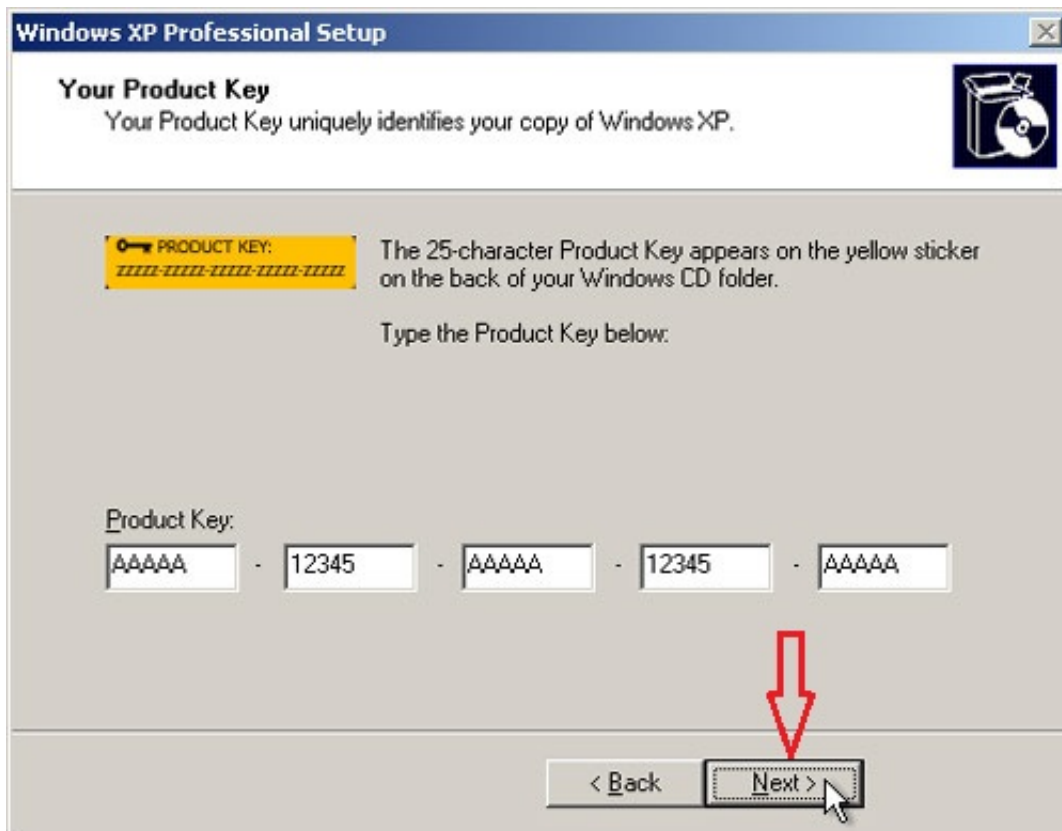 Windows XP Professional Setup
Your Product Key
Your Product Key uniquely identifies your copy of Windows XP.
PRODUCT KEY:
zzzzz-zzzzz-zzzzz-zzzzz-zzzzz
The 25-character Product Key appears on the yellow sticker
on the back of your Windows CD folder.
Type the Product Key below:
Product Key:
AAAAA - 12345 - AAAAA - 12345 - AAAAA
< Back Next >